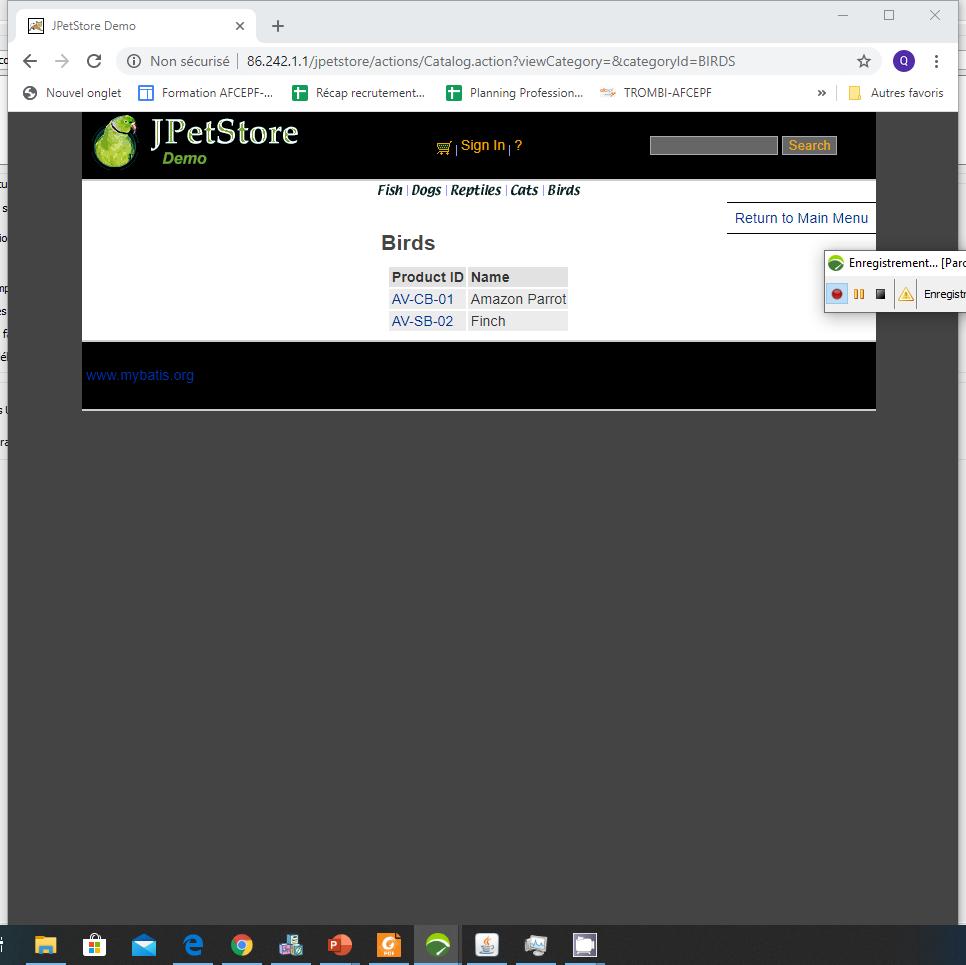 JPetStore Demo
Non sécurisé
86.242.1.1/jpetstore/actions/Catalog.action?viewCategory=&categoryId=BIRDS
Q
Nouvel onglet
Formation AFCEPF-...
Récap recrutement...
Planning Profession...
TROMBI-AFCEPF
»
Autres favoris
JPetStore
Demo
Sign In
?
Search
Fish | Dogs | Reptiles | Cats | Birds
Return to Main Menu
Birds
Product ID Name
AV-CB-01 Amazon Parrot
AV-SB-02 Finch
www.mybatis.org
Enregistrement... [Parc
Enregistr